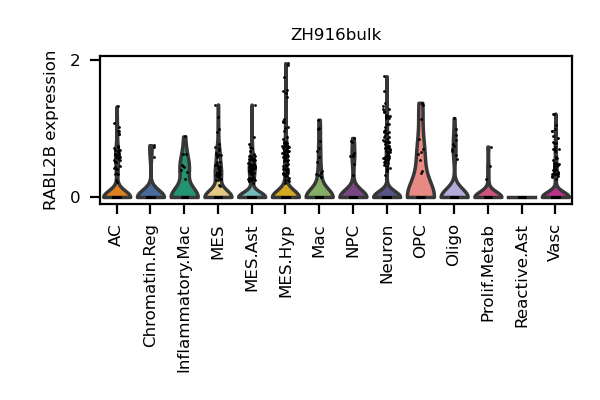 ZH916bulk
RABL2B expression
2
0
AC
Chromatin.Reg
Inflammatory.Mac
MES
MES.Ast
MES.Hyp
Mac
NPC
Neuron
OPC
Oligo
Prolif.Metab
Reactive.Ast
Vasc